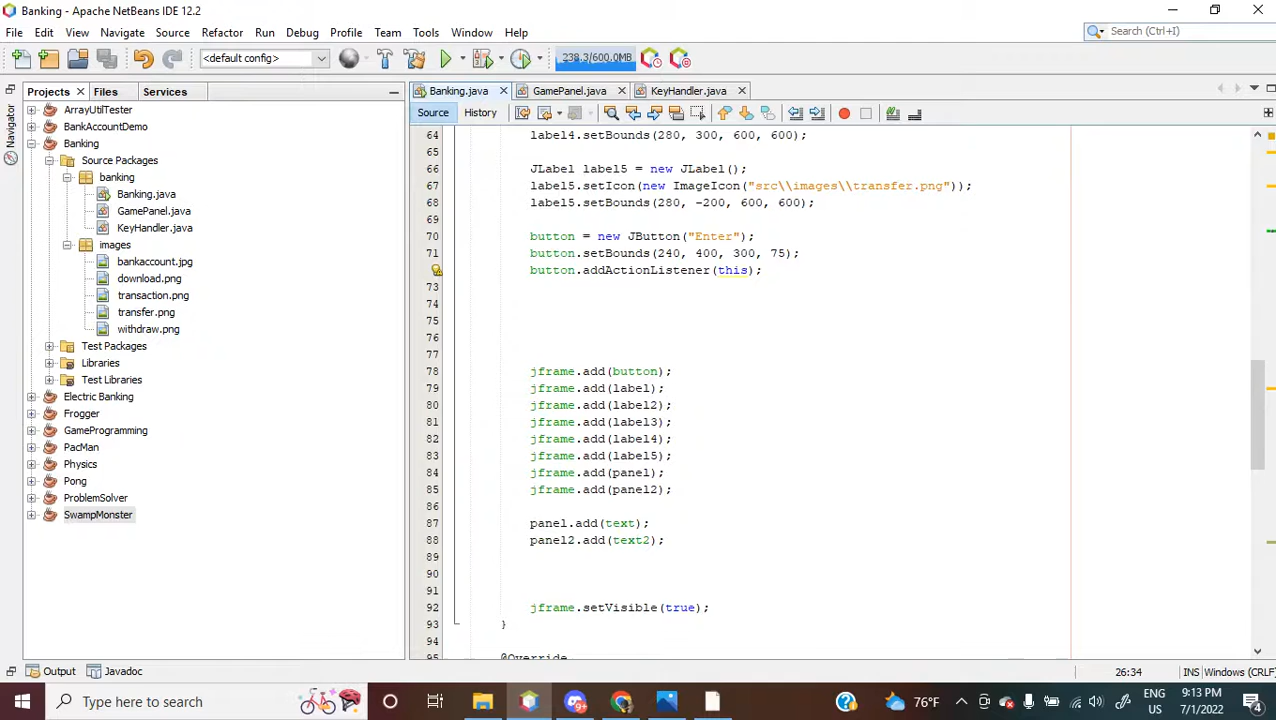 Banking - Apache NetBeans IDE 12.2
File Edit View Navigate Source Refactor Run Debug Profile Team Tools Window Help
Search (Ctrl+I)
<default config>
238.3/600.0MB
Projects Files Services
Banking.java GamePanel.java KeyHandler.java
Navigator
Source History
ArrayUtilTester
BankAccountDemo
Banking
Source Packages
banking
Banking.java
GamePanel.java
KeyHandler.java
images
bankaccount.jpg
download.png
transaction.png
transfer.png
withdraw.png
Test Packages
Libraries
Test Libraries
Electric Banking
Frogger
GameProgramming
PacMan
Physics
Pong
ProblemSolver
SwampMonster
64 label4.setBounds(280, 300, 600, 600);
65
66 JLabel label5 = new JLabel();
67 label5.setIcon(new ImageIcon("src\\images\\transfer.png"));
68 label5.setBounds(280, -200, 600, 600);
69
70 button = new JButton("Enter");
71 button.setBounds(240, 400, 300, 75);
button.addActionListener(this);
73
74
75
76
77
78 jframe.add(button);
79 jframe.add(label);
80 jframe.add(label2);
81 jframe.add(label3);
82 jframe.add(label4);
83 jframe.add(label5);
84 jframe.add(panel);
85 jframe.add(panel2);
86
87 panel.add(text);
88 panel2.add(text2);
89
90
91
92 jframe.setVisible(true);
93 }
94
95 @Override
Output Javadoc
26:34 INS Windows (CRLF
Type here to search
76°F
ENG
US
9:13 PM
7/1/2022
4